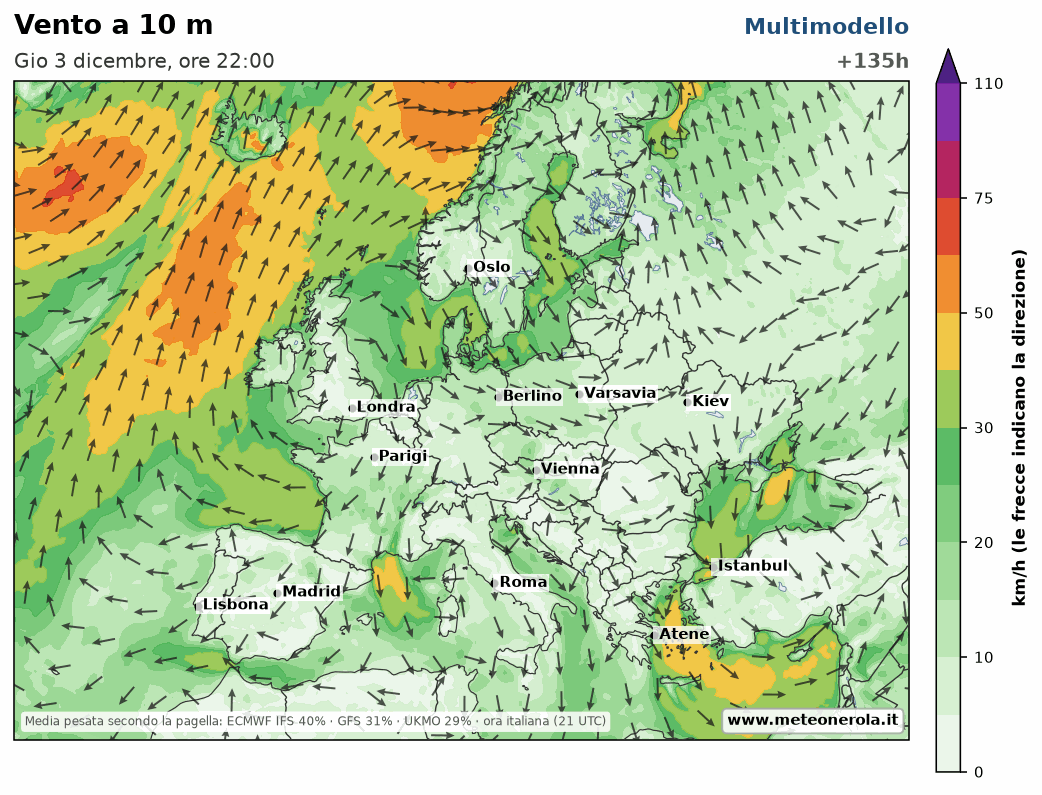 Vento a 10 m
Multimodello
Gio 3 dicembre, ore 22:00
+135h
110
75
50
30
20
10
0
km/h (le frecce indicano la direzione)
Oslo
Berlino
Varsavia
Kiev
Londra
Parigi
Vienna
Istanbul
Roma
Madrid
Lisbona
Atene
Media pesata secondo la pagella: ECMWF IFS 40% · GFS 31% · UKMO 29% · ora italiana (21 UTC)
www.meteonerola.it